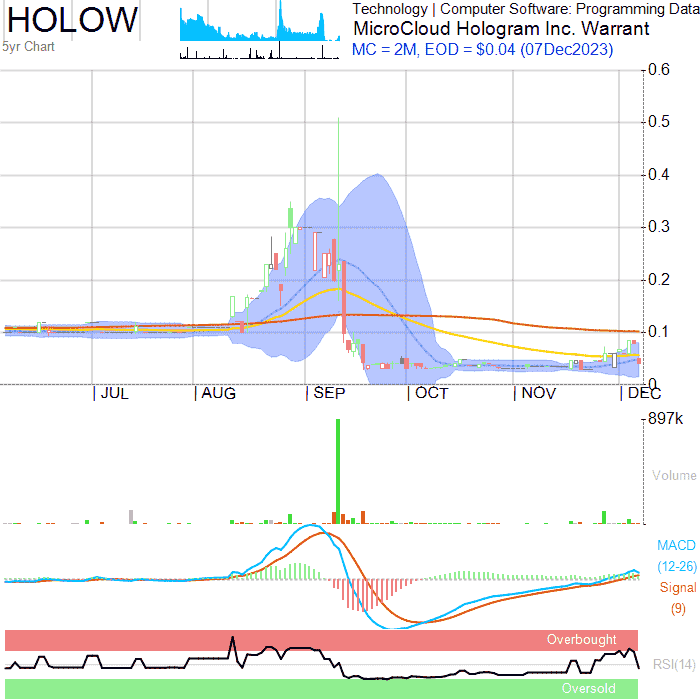 HOLOW
5yr Chart
Technology | Computer Software: Programming Data
MicroCloud Hologram Inc. Warrant
MC = 2M, EOD = $0.04 (07Dec2023)
0.6
0.5
0.4
0.3
0.2
0.1
0
JUL
AUG
SEP
OCT
NOV
DEC
897k
Volume
MACD
(12-26)
Signal
(9)
Overbought
RSI(14)
Oversold